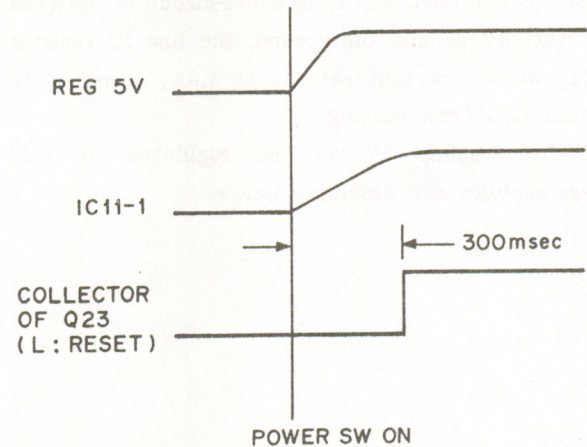 REG 5V
IC11-1
300msec
COLLECTOR
OF Q23
(L : RESET)
POWER SW ON